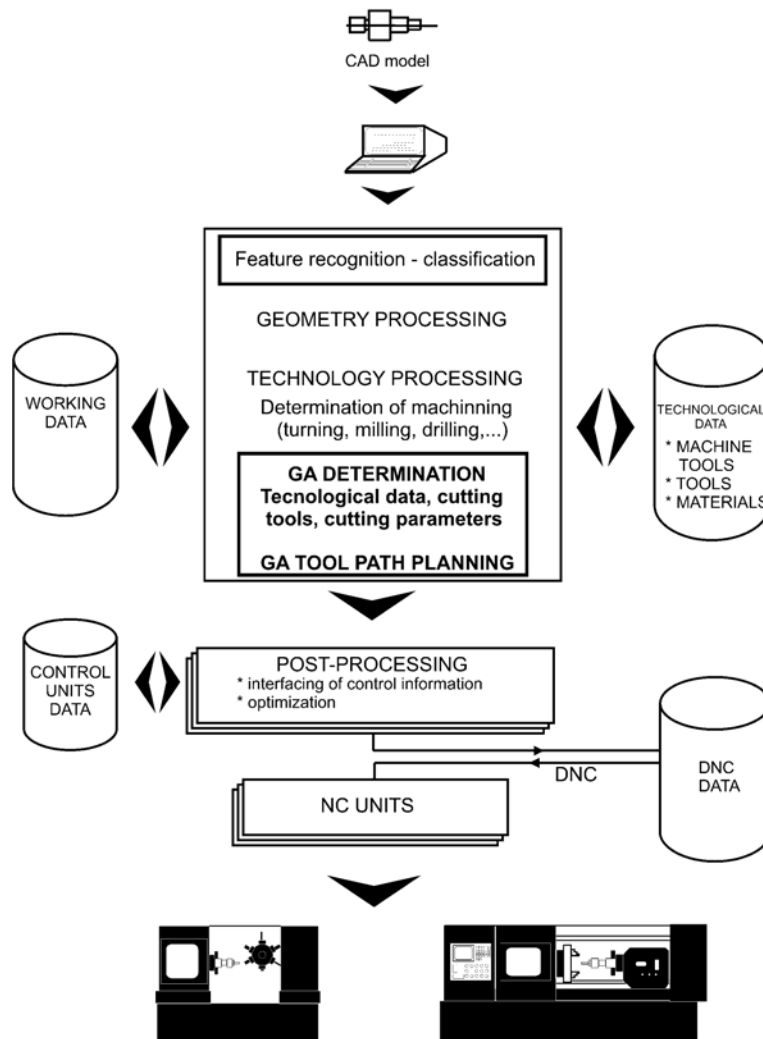 CAD model
Feature recognition - classification
GEOMETRY PROCESSING
TECHNOLOGY PROCESSING
Determination of machinning
(turning, milling, drilling,...)
GA DETERMINATION
Tecnological data, cutting
tools, cutting parameters
GA TOOL PATH PLANNING
WORKING
DATA
TECHNOLOGICAL
DATA
* MACHINE
TOOLS
* TOOLS
* MATERIALS
CONTROL
UNITS
DATA
POST-PROCESSING
* interfacing of control information
* optimization
DNC
DNC
DATA
NC UNITS